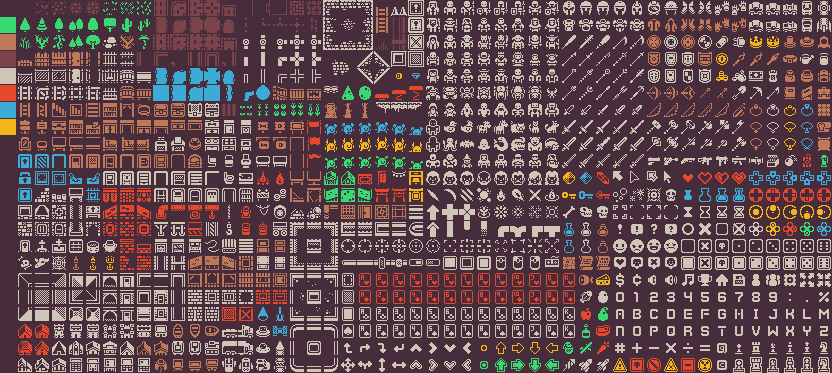 $ ¢
0 1 2 3 4 5 6 7 8 9 : . %
A B C D E F G H I J K L M
N O P Q R S T U V W X Y Z
# + - × ÷ =